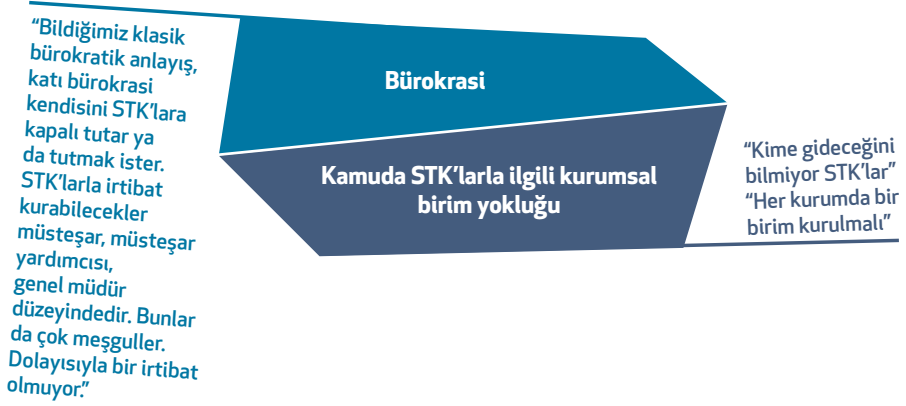 “Bildiğimiz klasik
bürokratik anlayış,
katı bürokrasi
kendisini STK’lara
kapalı tutar ya
da tutmak ister.
STK’larla irtibat
kurabilecekler
müsteşar, müsteşar
yardımcısı,
genel müdür
düzeyindedir. Bunlar
da çok meşguller.
Dolayısıyla bir irtibat
olmuyor.”
Bürokrasi
Kamuda STK’larla ilgili kurumsal
birim yokluğu
“Kime gideceğini
bilmiyor STK’lar”
“Her kurumda bir
birim kurulmalı”